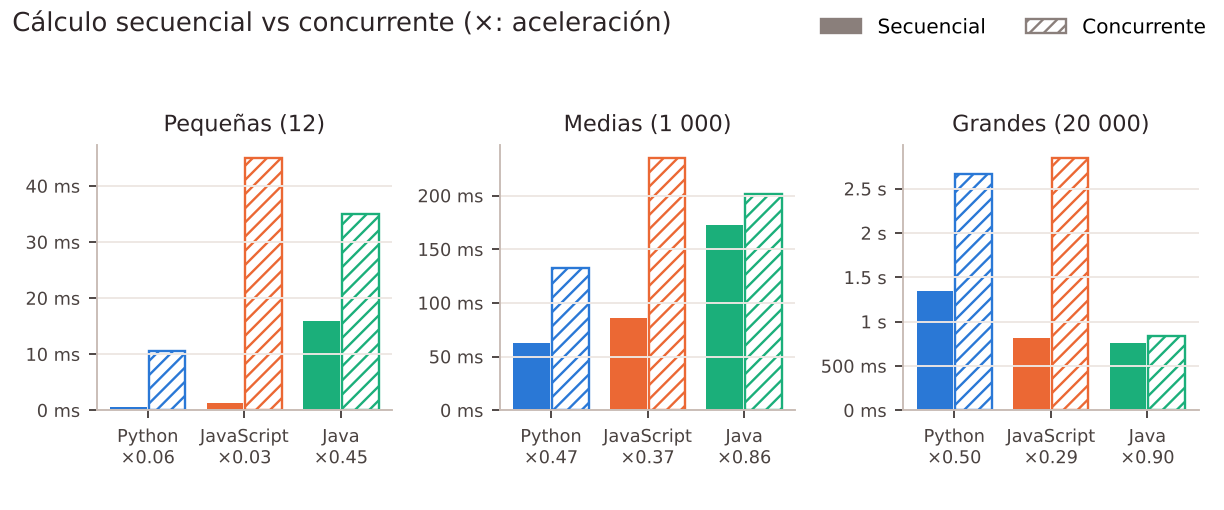 Cálculo secuencial vs concurrente (×: aceleración)
Secuencial
Concurrente
Pequeñas (12)
40 ms
30 ms
20 ms
10 ms
0 ms
Python
×0.06
JavaScript
×0.03
Java
×0.45
Medias (1 000)
200 ms
150 ms
100 ms
50 ms
0 ms
Python
×0.47
JavaScript
×0.37
Java
×0.86
Grandes (20 000)
2.5 s
2 s
1.5 s
1 s
500 ms
0 ms
Python
×0.50
JavaScript
×0.29
Java
×0.90